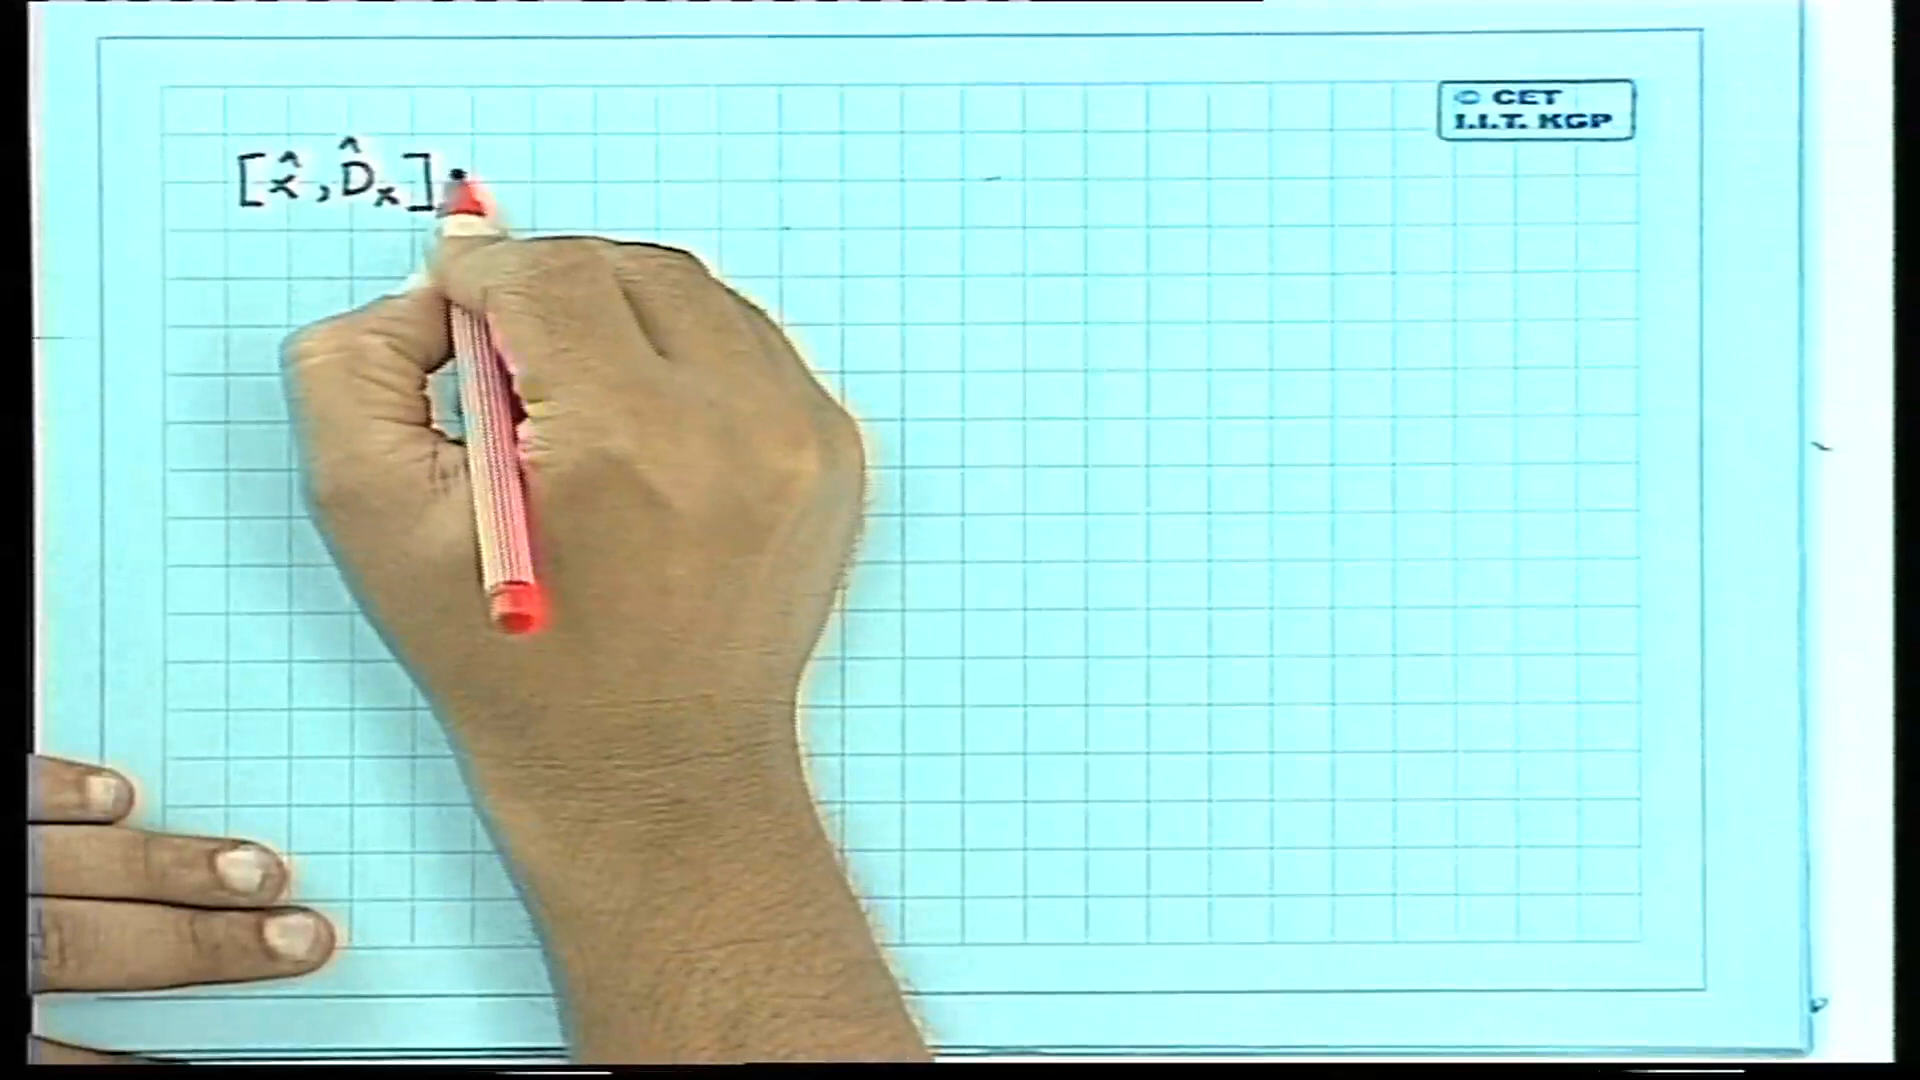 [x̂, D̂ₓ]
© CET
I.I.T. KGP